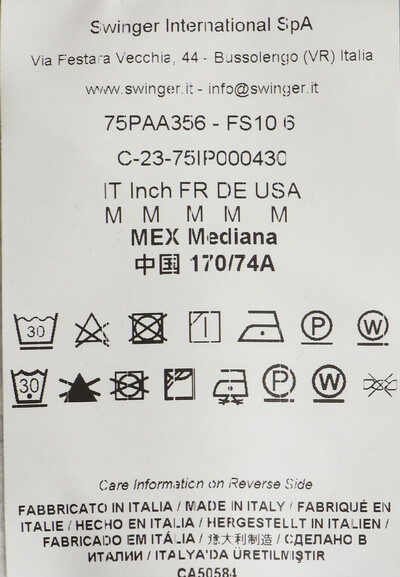 Swinger International SpA
Via Festara Vecchia, 44 - Bussolengo (VR) Italia
www.swinger.it - info@swinger.it
75PAA356 - FS10 6
C-23-75IP000430
IT Inch FR DE USA
M M M M M
MEX Mediana
中国 170/74A
30 P W
30 P W
Care Information on Reverse Side
FABBRICATO IN ITALIA / MADE IN ITALY / FABRIQUÉ EN
ITALIE / HECHO EN ITALIA / HERGESTELLT IN ITALIEN /
FABRICADO EM ITÁLIA / 意大利制造 / СДЕЛАНО В
ИТАЛИИ / ITALYA'DA ÜRETILMIŞTIR
CA50584